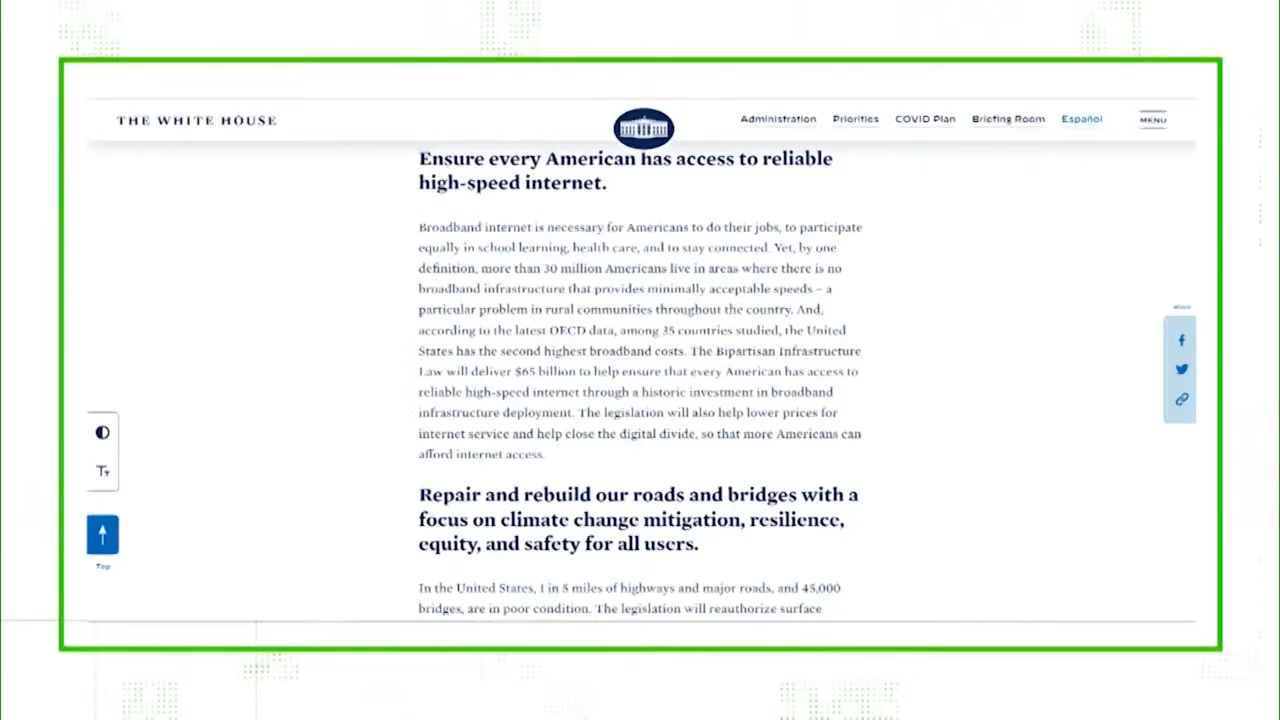 THE WHITE HOUSE
Administration Priorities COVID Plan Briefing Room Español MENU
Ensure every American has access to reliable
high-speed internet.
Broadband internet is necessary for Americans to do their jobs, to participate
equally in school learning, health care, and to stay connected. Yet, by one
definition, more than 30 million Americans live in areas where there is no
broadband infrastructure that provides minimally acceptable speeds – a
particular problem in rural communities throughout the country. And,
according to the latest OECD data, among 35 countries studied, the United
States has the second highest broadband costs. The Bipartisan Infrastructure
Law will deliver $65 billion to help ensure that every American has access to
reliable high-speed internet through a historic investment in broadband
infrastructure deployment. The legislation will also help lower prices for
internet service and help close the digital divide, so that more Americans can
afford internet access.
Repair and rebuild our roads and bridges with a
focus on climate change mitigation, resilience,
equity, and safety for all users.
In the United States, 1 in 5 miles of highways and major roads, and 45,000
bridges, are in poor condition. The legislation will reauthorize surface
Tт
Top